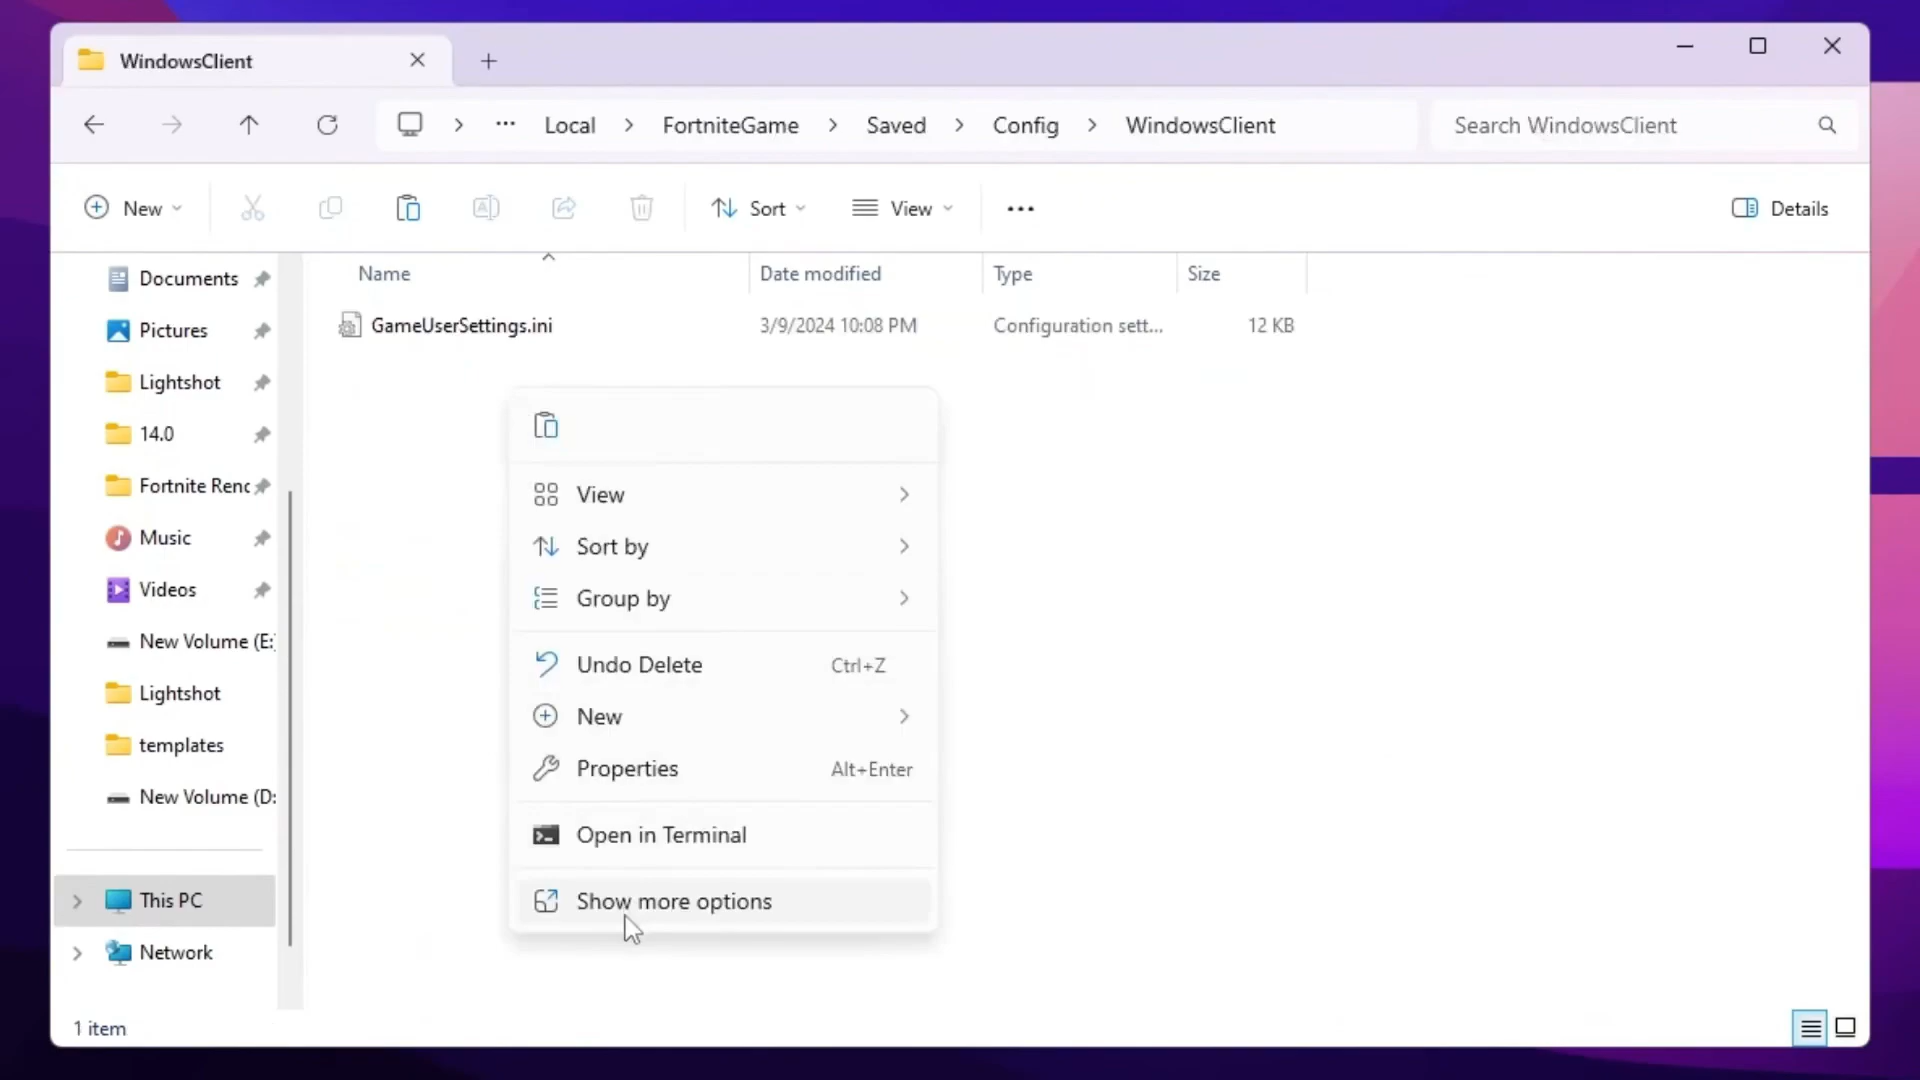 WindowsClient
Local > FortniteGame > Saved > Config > WindowsClient
Search WindowsClient
New
Sort
View
Details
Name
Date modified
Type
Size
GameUserSettings.ini
3/9/2024 10:08 PM
Configuration sett...
12 KB
Documents
Pictures
Lightshot
14.0
Fortnite Renc
Music
Videos
New Volume (E:
Lightshot
templates
New Volume (D:
This PC
Network
View
Sort by
Group by
Undo Delete Ctrl+Z
New
Properties Alt+Enter
Open in Terminal
Show more options
1 item